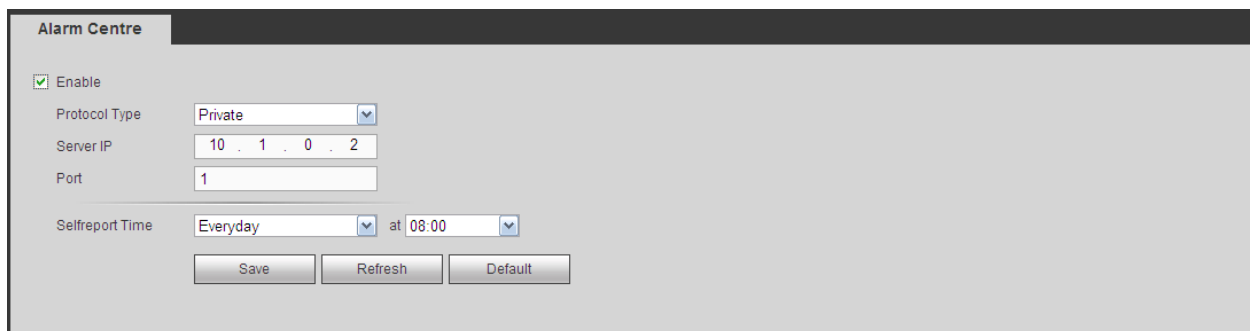 Alarm Centre
Enable
Protocol Type Private
Server IP 10 . 1 . 0 . 2
Port 1
Selfreport Time Everyday at 08:00
Save Refresh Default